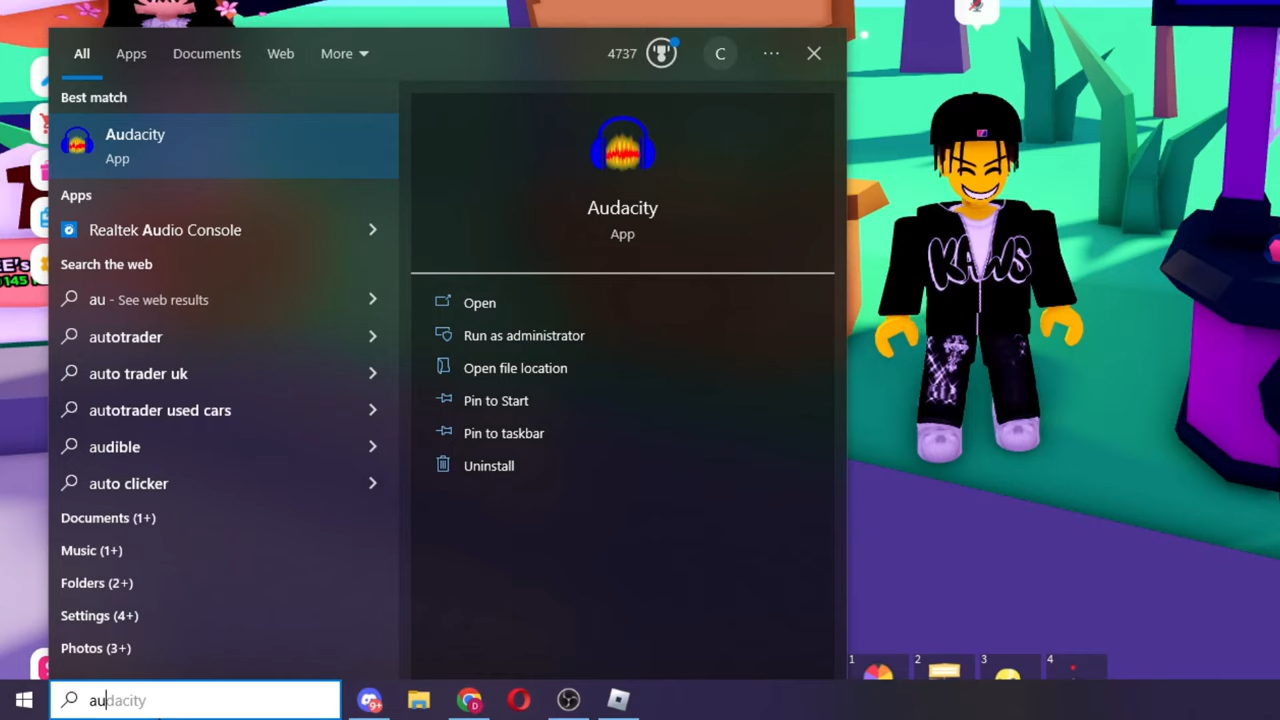 All Apps Documents Web More 4737 C
Best match
Audacity
App
Apps
Realtek Audio Console
Search the web
au - See web results
autotrader
auto trader uk
autotrader used cars
audible
auto clicker
Documents (1+)
Music (1+)
Folders (2+)
Settings (4+)
Photos (3+)
Audacity
App
Open
Run as administrator
Open file location
Pin to Start
Pin to taskbar
Uninstall
KAWS
EE's
145
1 2 3 4
audacity
9+
D